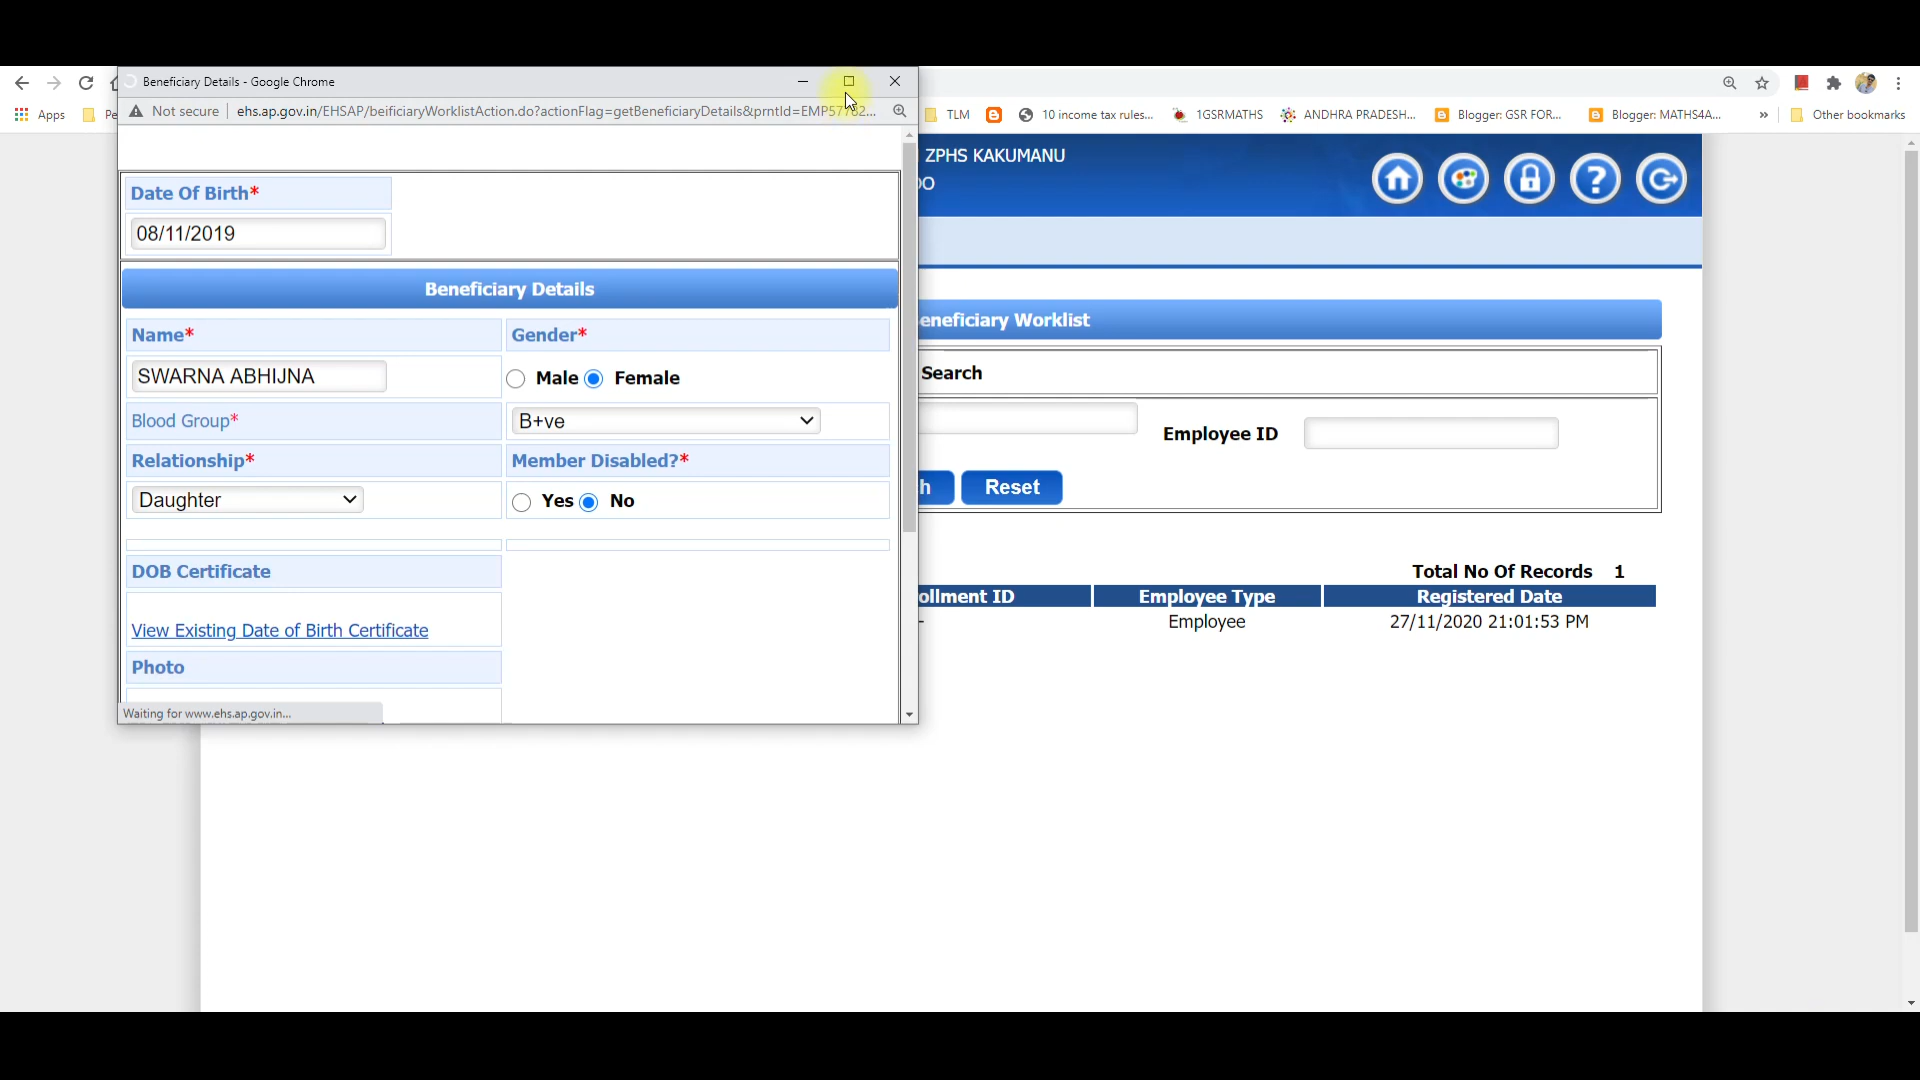 Beneficiary Details - Google Chrome
Not secure | ehs.ap.gov.in/EHSAP/beificiaryWorklistAction.do?actionFlag=getBeneficiaryDetails&prntId=EMP57762...
Apps
TLM
10 income tax rules...
1GSRMATHS
ANDHRA PRADESH...
Blogger: GSR FOR...
Blogger: MATHS4A...
»
Other bookmarks
ZPHS KAKUMANU
Date Of Birth*
08/11/2019
Beneficiary Details
Name*
Gender*
SWARNA ABHIJNA
Male
Female
Blood Group*
B+ve
Relationship*
Member Disabled?*
Daughter
Yes
No
DOB Certificate
View Existing Date of Birth Certificate
Photo
Waiting for www.ehs.ap.gov.in...
eneficiary Worklist
Search
Employee ID
h
Reset
Total No Of Records 1
ollment ID
Employee Type
Registered Date
-
Employee
27/11/2020 21:01:53 PM